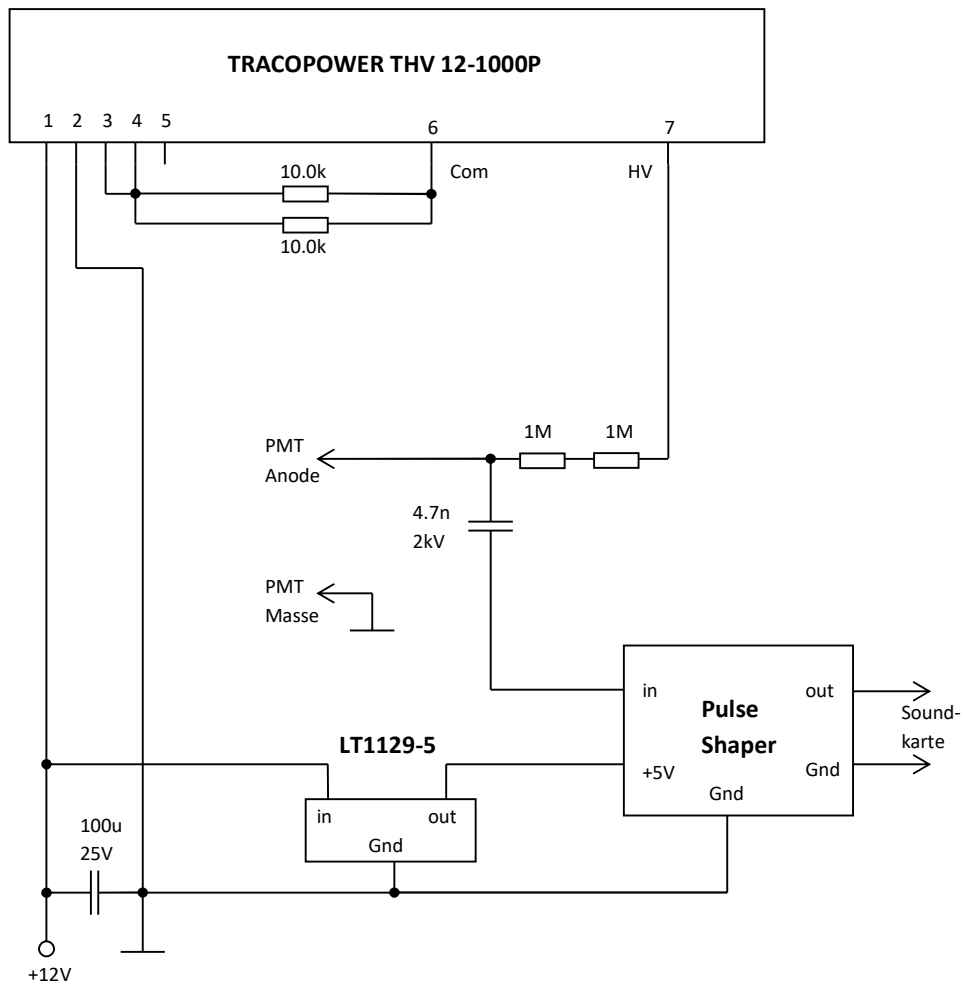 TRACOPOWER THV 12-1000P
1 2 3 4 5 6 7
10.0k
Com HV
10.0k
1M 1M
PMT
Anode
4.7n
2kV
PMT
Masse
in out
Pulse
Shaper
Sound-
karte
LT1129-5
+5V Gnd
Gnd
in out
Gnd
100u
25V
+12V